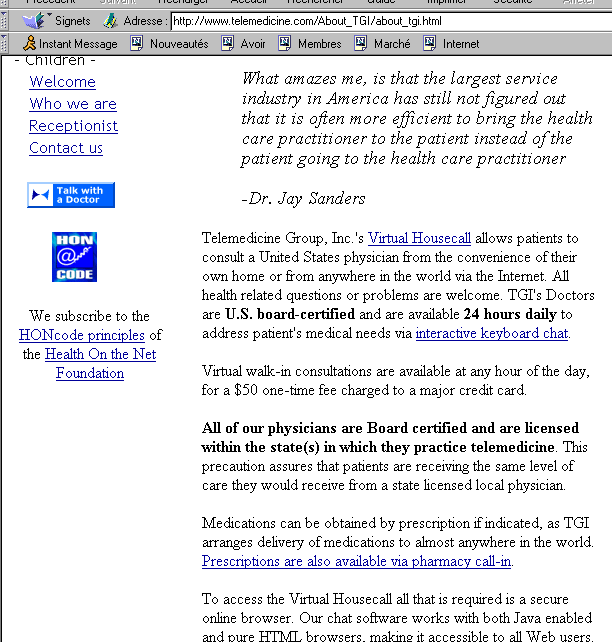 Précédent Suivant Recharger Accueil Rechercher Guide Imprimer Sécurité Arrêter
Signets Adresse : http://www.telemedicine.com/About_TGI/about_tgi.html
Instant Message Nouveautés Avoir Membres Marché Internet
- Children -
Welcome
Who we are
Receptionist
Contact us
Talk with
a Doctor
HON
@
CODE
We subscribe to the
HONcode principles of
the Health On the Net
Foundation
What amazes me, is that the largest service
industry in America has still not figured out
that it is often more efficient to bring the health
care practitioner to the patient instead of the
patient going to the health care practitioner
-Dr. Jay Sanders
Telemedicine Group, Inc.'s Virtual Housecall allows patients to
consult a United States physician from the convenience of their
own home or from anywhere in the world via the Internet. All
health related questions or problems are welcome. TGI's Doctors
are U.S. board-certified and are available 24 hours daily to
address patient's medical needs via interactive keyboard chat.
Virtual walk-in consultations are available at any hour of the day,
for a $50 one-time fee charged to a major credit card.
All of our physicians are Board certified and are licensed
within the state(s) in which they practice telemedicine. This
precaution assures that patients are receiving the same level of
care they would receive from a state licensed local physician.
Medications can be obtained by prescription if indicated, as TGI
arranges delivery of medications to almost anywhere in the world.
Prescriptions are also available via pharmacy call-in.
To access the Virtual Housecall all that is required is a secure
online browser. Our chat software works with both Java enabled
and pure HTML browsers, making it accessible to all Web users.